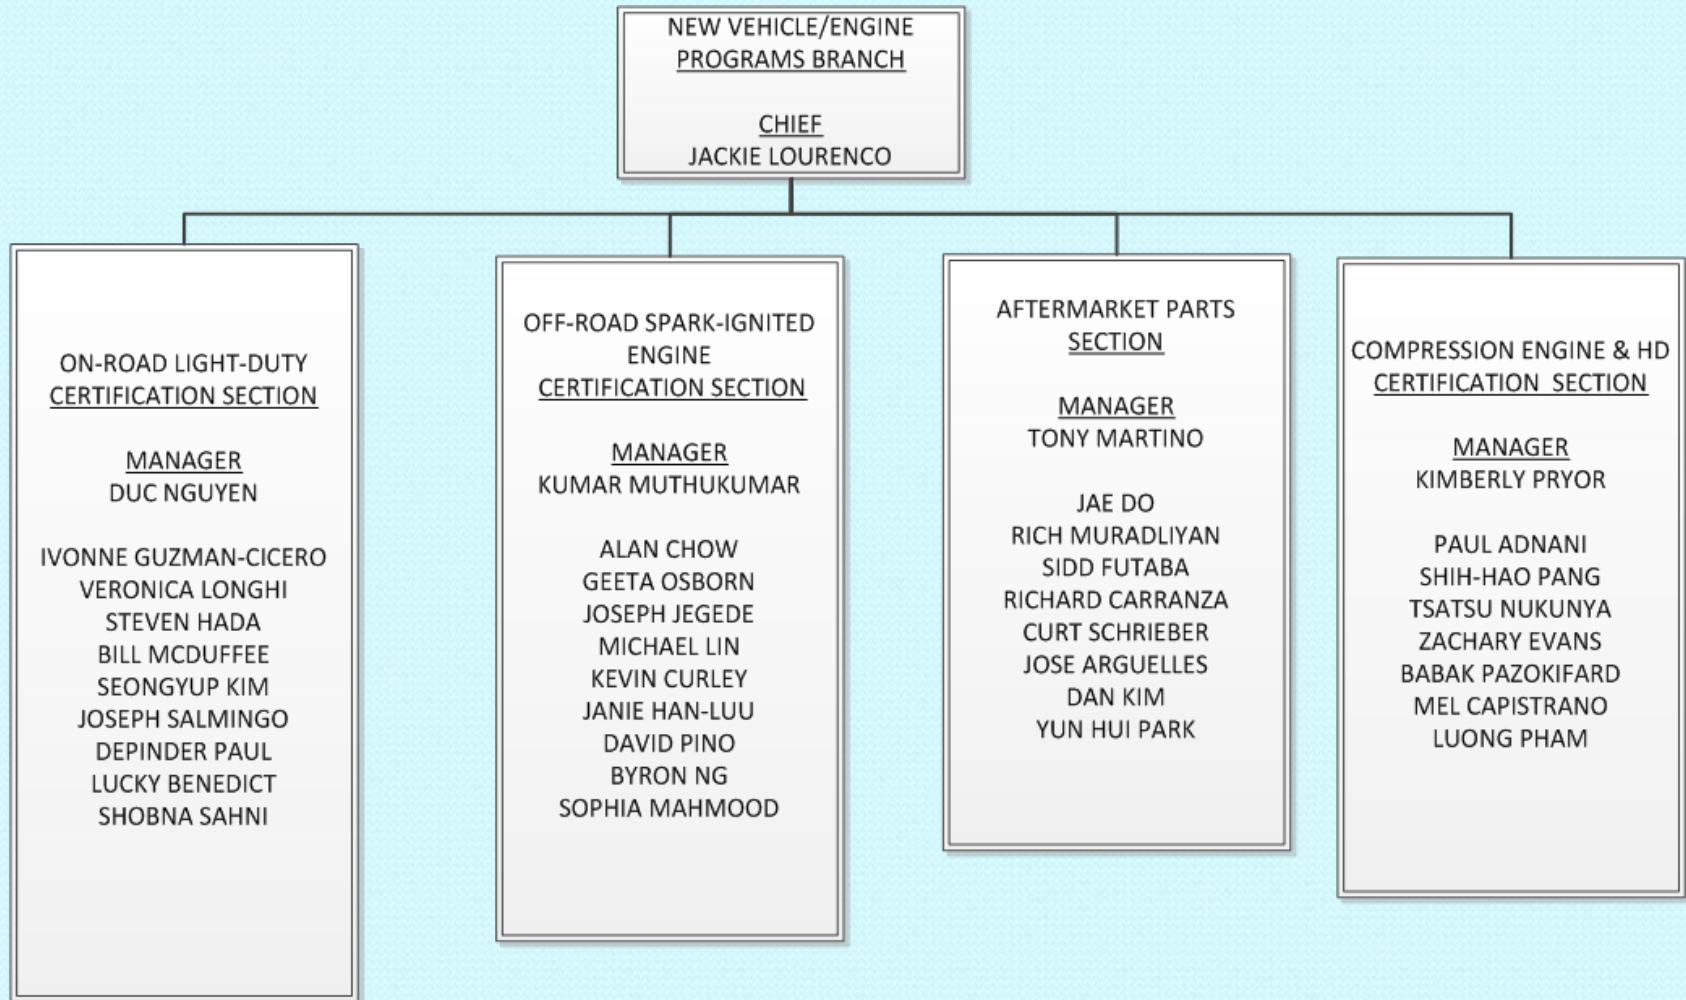 NEW VEHICLE/ENGINE
PROGRAMS BRANCH
CHIEF
JACKIE LOURENCO
ON-ROAD LIGHT-DUTY
CERTIFICATION SECTION
MANAGER
DUC NGUYEN
IVONNE GUZMAN-CICERO
VERONICA LONGHI
STEVEN HADA
BILL MCDUFFEE
SEONGYUP KIM
JOSEPH SALMINGO
DEPINDER PAUL
LUCKY BENEDICT
SHOBNA SAHNI
OFF-ROAD SPARK-IGNITED
ENGINE
CERTIFICATION SECTION
MANAGER
KUMAR MUTHUKUMAR
ALAN CHOW
GEETA OSBORN
JOSEPH JEGEDE
MICHAEL LIN
KEVIN CURLEY
JANIE HAN-LUU
DAVID PINO
BYRON NG
SOPHIA MAHMOOD
AFTERMARKET PARTS
SECTION
MANAGER
TONY MARTINO
JAE DO
RICH MURADLIYAN
SIDD FUTABA
RICHARD CARRANZA
CURT SCHRIEBER
JOSE ARGUELLES
DAN KIM
YUN HUI PARK
COMPRESSION ENGINE & HD
CERTIFICATION SECTION
MANAGER
KIMBERLY PRYOR
PAUL ADNANI
SHIH-HAO PANG
TSATSU NUKUNYA
ZACHARY EVANS
BABAK PAZOKIFARD
MEL CAPISTRANO
LUONG PHAM